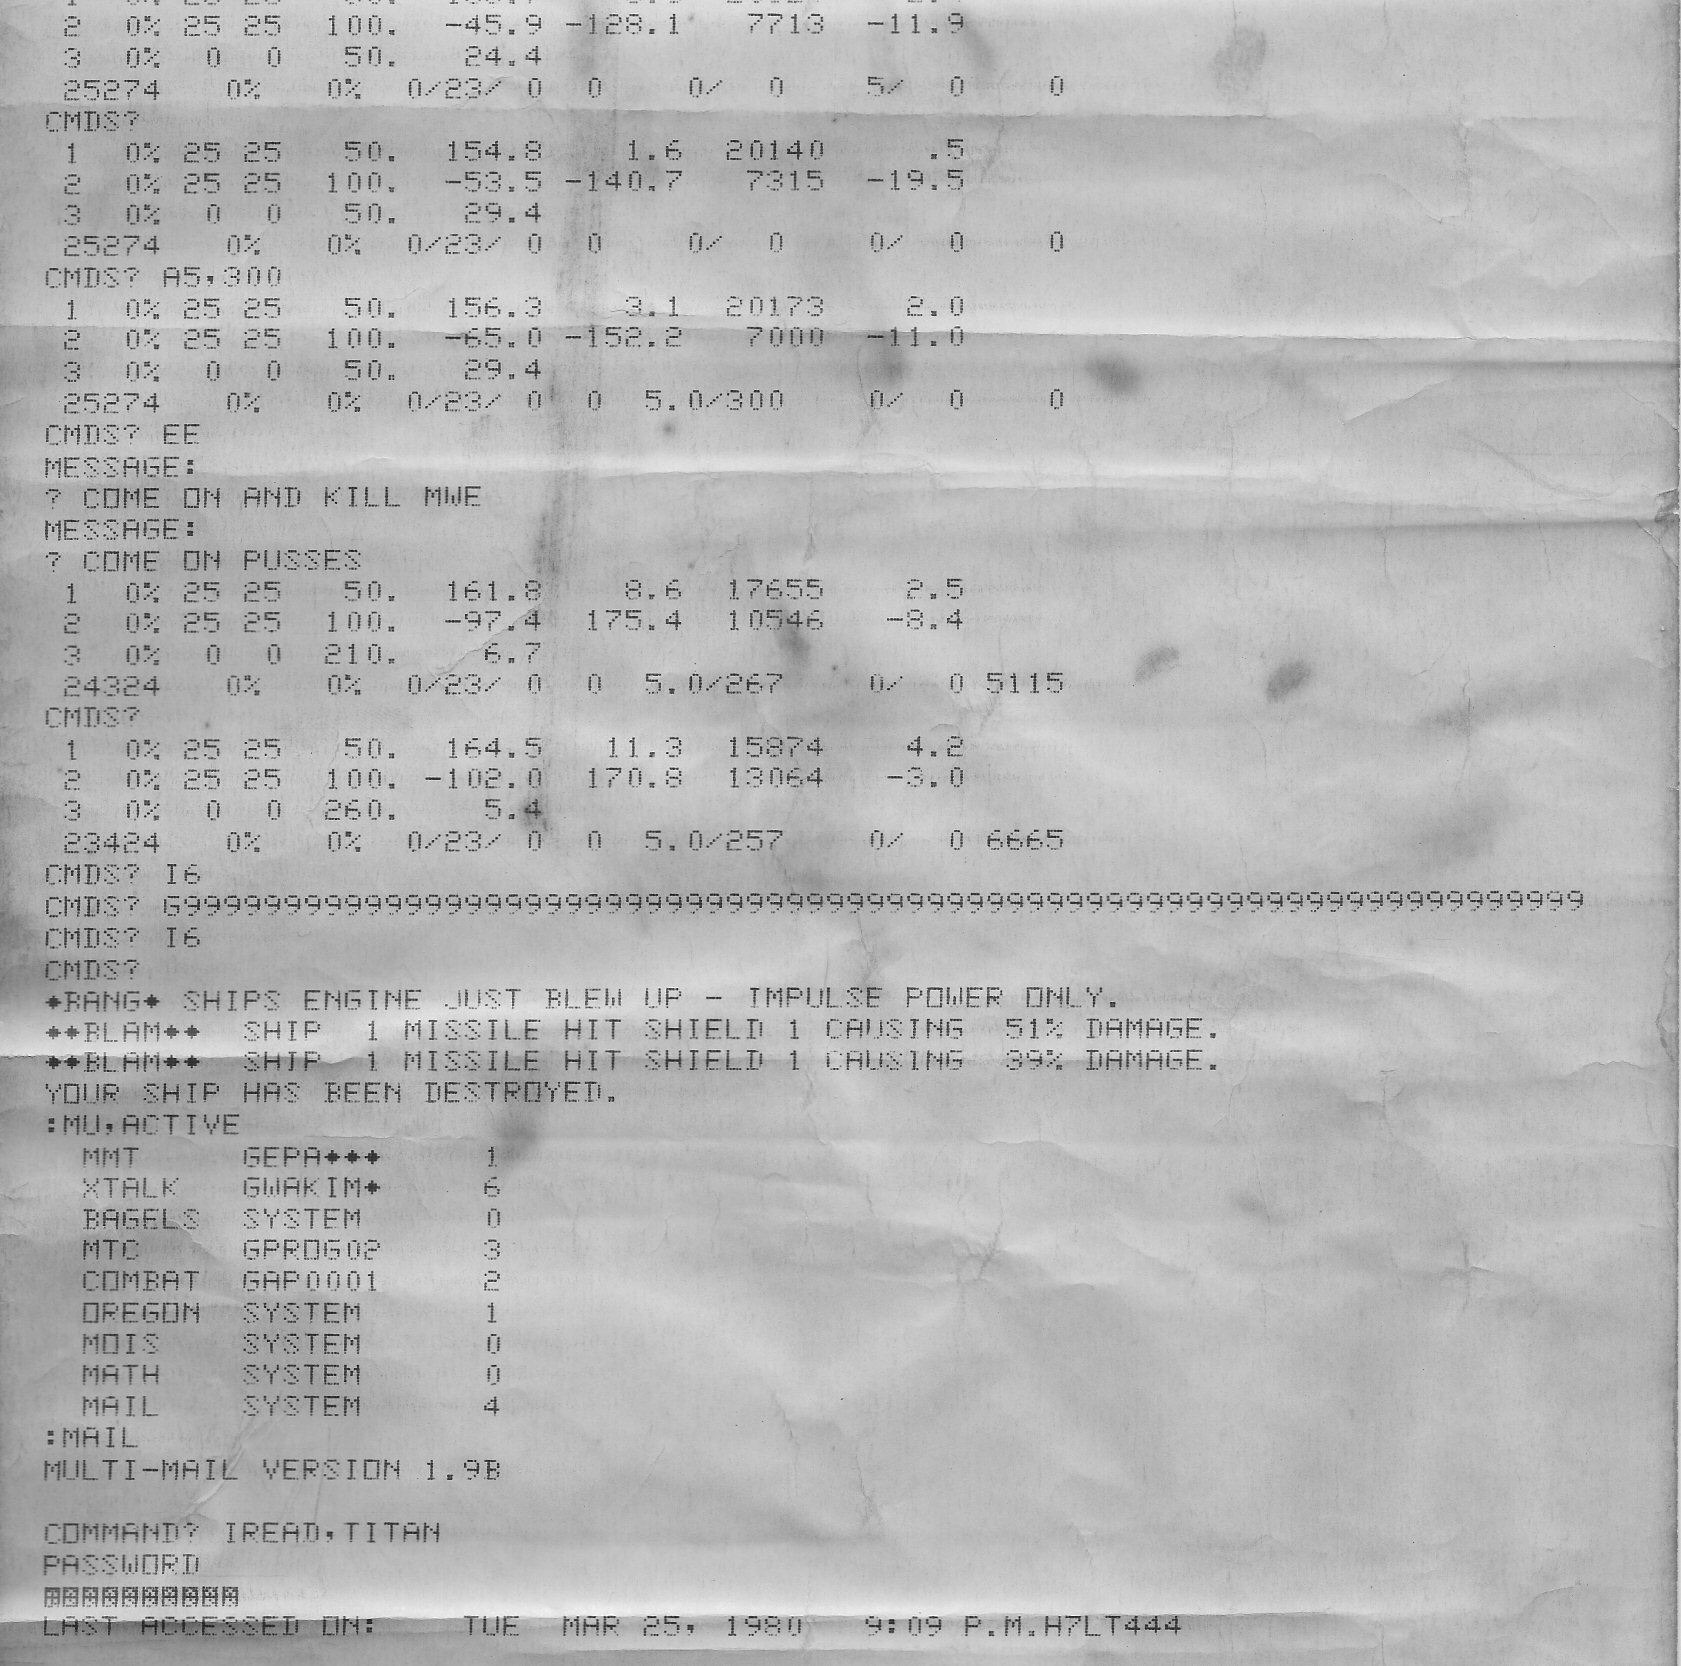 2 0% 25 25 100. -45.9 -128.1 7713 -11.9
3 0% 0 0 50. 24.4
25274 0% 0% 0/23/ 0 0 0/ 0 5/ 0 0
CMDS?
1 0% 25 25 50. 154.8 1.6 20140 .5
2 0% 25 25 100. -53.5 -140.7 7315 -19.5
3 0% 0 0 50. 29.4
25274 0% 0% 0/23/ 0 0 0/ 0 0/ 0 0
CMDS? A5,300
1 0% 25 25 50. 156.3 3.1 20173 2.0
2 0% 25 25 100. -65.0 -152.2 7000 -11.0
3 0% 0 0 50. 29.4
25274 0% 0% 0/23/ 0 0 5.0/300 0/ 0 0
CMDS? EE
MESSAGE:
? COME ON AND KILL MWE
MESSAGE:
? COME ON PUSSES
1 0% 25 25 50. 161.8 8.6 17655 2.5
2 0% 25 25 100. -97.4 175.4 10546 -8.4
3 0% 0 0 210. 6.7
24324 0% 0% 0/23/ 0 0 5.0/267 0/ 0 5115
CMDS?
1 0% 25 25 50. 164.5 11.3 15874 4.2
2 0% 25 25 100. -102.0 170.8 13064 -3.0
3 0% 0 0 260. 5.4
23424 0% 0% 0/23/ 0 0 5.0/257 0/ 0 6665
CMDS? I6
CMDS? G9999999999999999999999999999999999999999999999999999999999999999999999
CMDS? I6
CMDS?
*BANG* SHIPS ENGINE JUST BLEW UP - IMPULSE POWER ONLY.
**BLAM** SHIP 1 MISSILE HIT SHIELD 1 CAUSING 51% DAMAGE.
**BLAM** SHIP 1 MISSILE HIT SHIELD 1 CAUSING 39% DAMAGE.
YOUR SHIP HAS BEEN DESTROYED.
:MU,ACTIVE
MMT GEPA*** 1
XTALK GWAKIM* 6
BAGELS SYSTEM 0
MTC GPROG02 3
COMBAT GAP0001 2
OREGON SYSTEM 1
MOIS SYSTEM 0
MATH SYSTEM 0
MAIL SYSTEM 4
:MAIL
MULTI-MAIL VERSION 1.9B
COMMAND? IREAD,TITAN
PASSWORD
LAST ACCESSED ON: TUE MAR 25, 1980 9:09 P.M.H7LT444